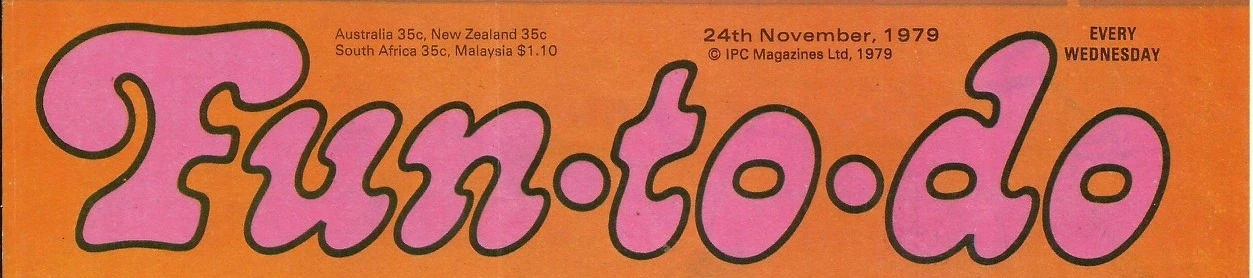 Australia 35c, New Zealand 35c
South Africa 35c, Malaysia $1.10
24th November, 1979
© IPC Magazines Ltd, 1979
EVERY
WEDNESDAY
Fun·to·do